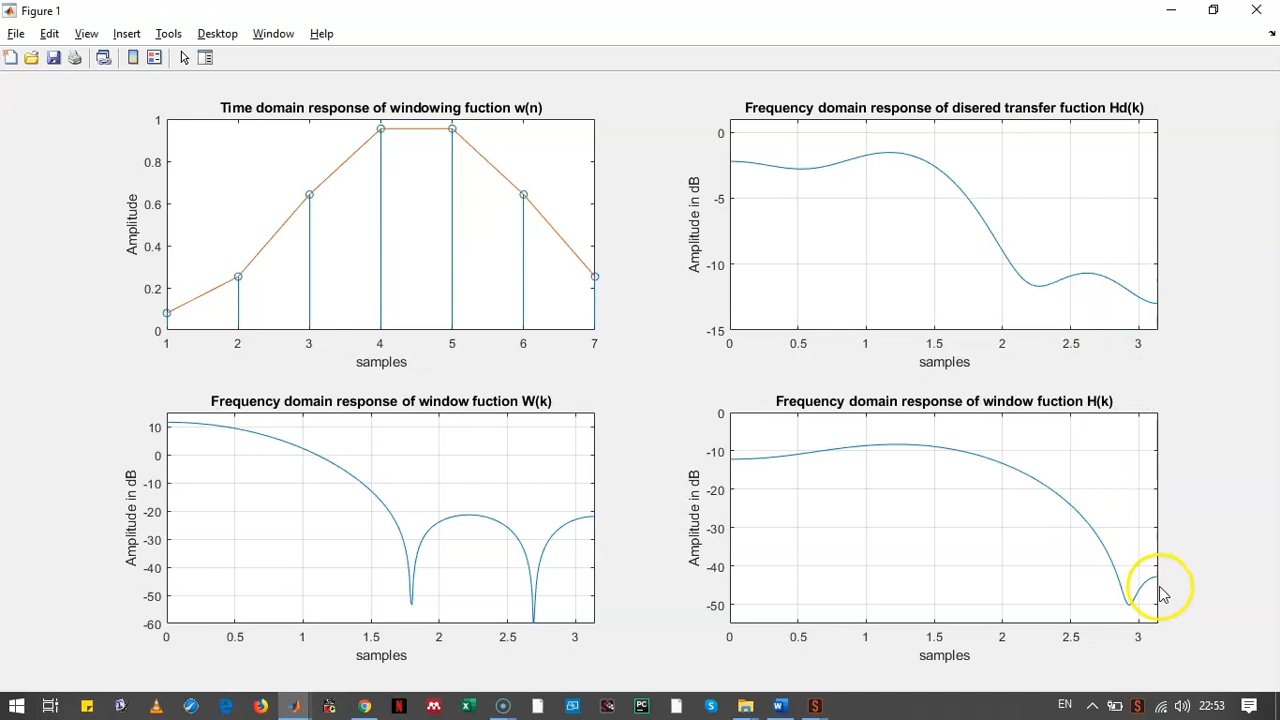 Figure 1
File Edit View Insert Tools Desktop Window Help
Time domain response of windowing fuction w(n)
1
0.8
0.6
0.4
0.2
0
Amplitude
1 2 3 4 5 6 7
samples
Frequency domain response of disered transfer fuction Hd(k)
0
-5
-10
-15
Amplitude in dB
0 0.5 1 1.5 2 2.5 3
samples
Frequency domain response of window fuction W(k)
10
0
-10
-20
-30
-40
-50
-60
Amplitude in dB
0 0.5 1 1.5 2 2.5 3
samples
Frequency domain response of window fuction H(k)
0
-10
-20
-30
-40
-50
Amplitude in dB
0 0.5 1 1.5 2 2.5 3
samples
EN 22:53